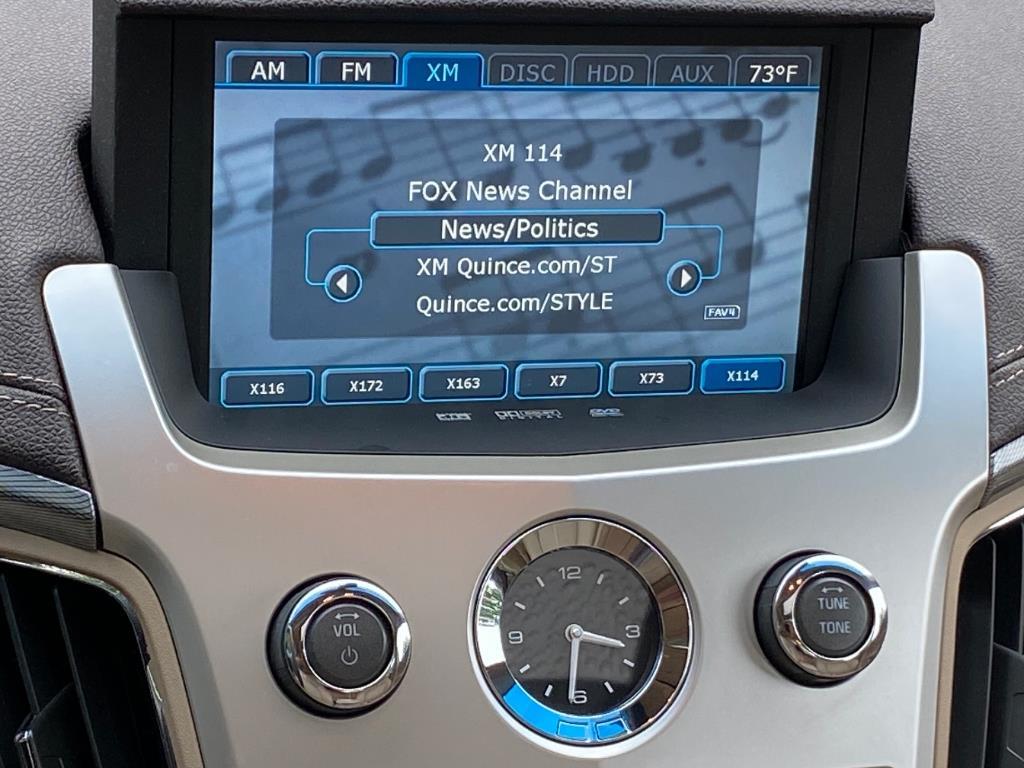 AM FM XM DISC HDD AUX 73°F
XM 114
FOX News Channel
News/Politics
XM Quince.com/ST
Quince.com/STYLE
FAV4
X116 X172 X163 X7 X73 X114
VOL
12
3
6
9
TUNE
TONE